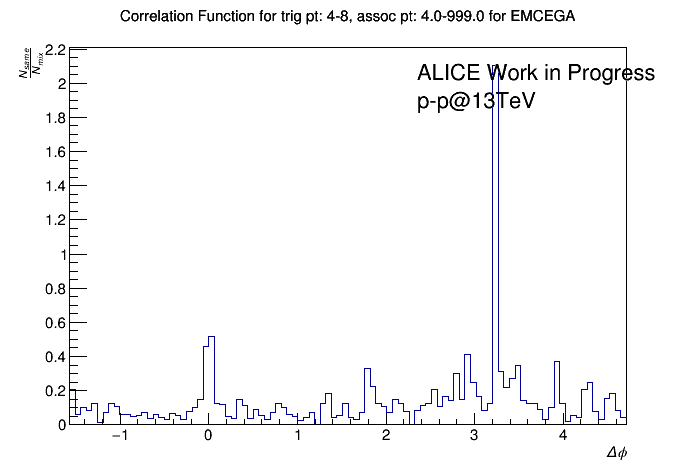 Correlation Function for trig pt: 4-8, assoc pt: 4.0-999.0 for EMCEGA
N_same
N_mix
ALICE Work in Progress
p-p@13TeV
2.2
2
1.8
1.6
1.4
1.2
1
0.8
0.6
0.4
0.2
0
−1 0 1 2 3 4
Δϕ